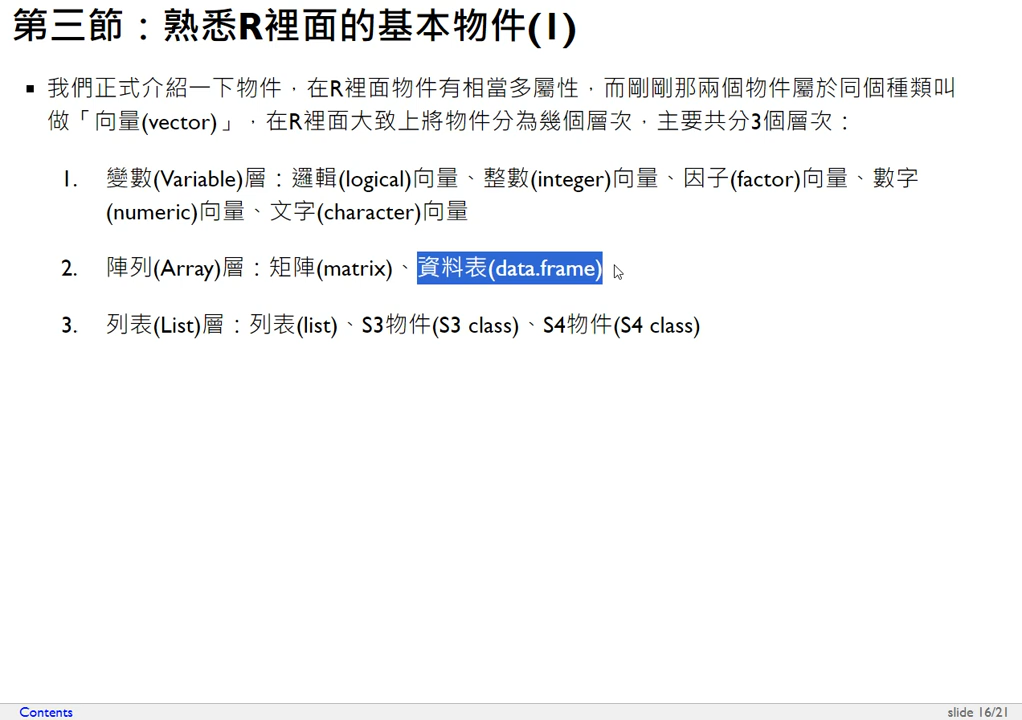 第三節：熟悉R裡面的基本物件(1)
▪ 我們正式介紹一下物件，在R裡面物件有相當多屬性，而剛剛那兩個物件屬於同個種類叫
做「向量(vector)」，在R裡面大致上將物件分為幾個層次，主要共分3個層次：
1. 變數(Variable)層：邏輯(logical)向量、整數(integer)向量、因子(factor)向量、數字
(numeric)向量、文字(character)向量
2. 陣列(Array)層：矩陣(matrix)、資料表(data.frame)
3. 列表(List)層：列表(list)、S3物件(S3 class)、S4物件(S4 class)
Contents
slide 16/21